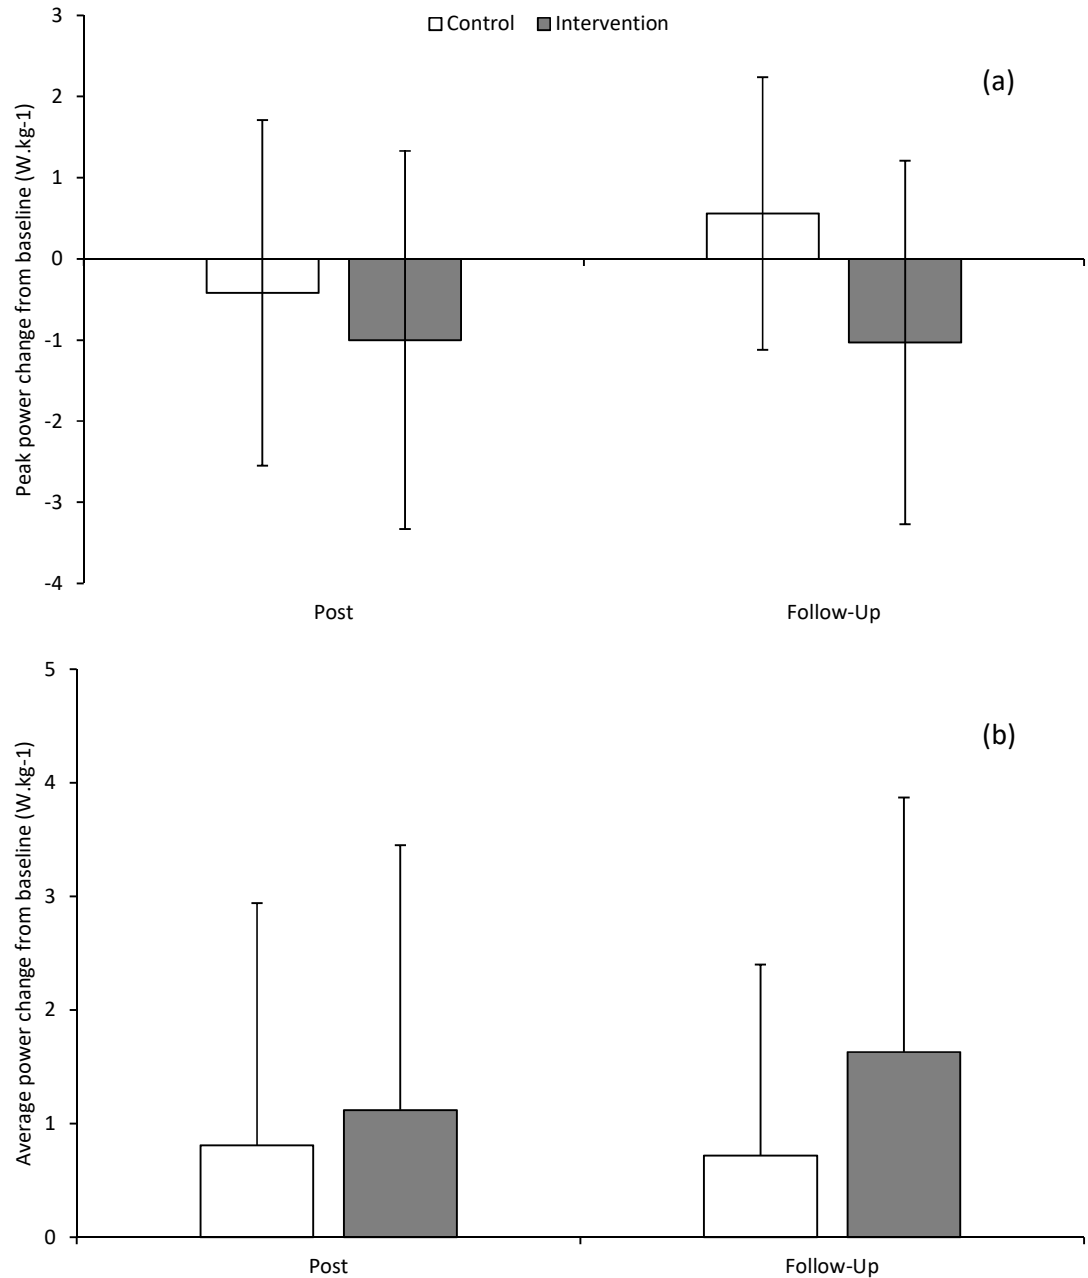 Control Intervention
(a)
Peak power change from baseline (W.kg-1)
3
2
1
0
-1
-2
-3
-4
Post Follow-Up
(b)
Average power change from baseline (W.kg-1)
5
4
3
2
1
0
Post Follow-Up